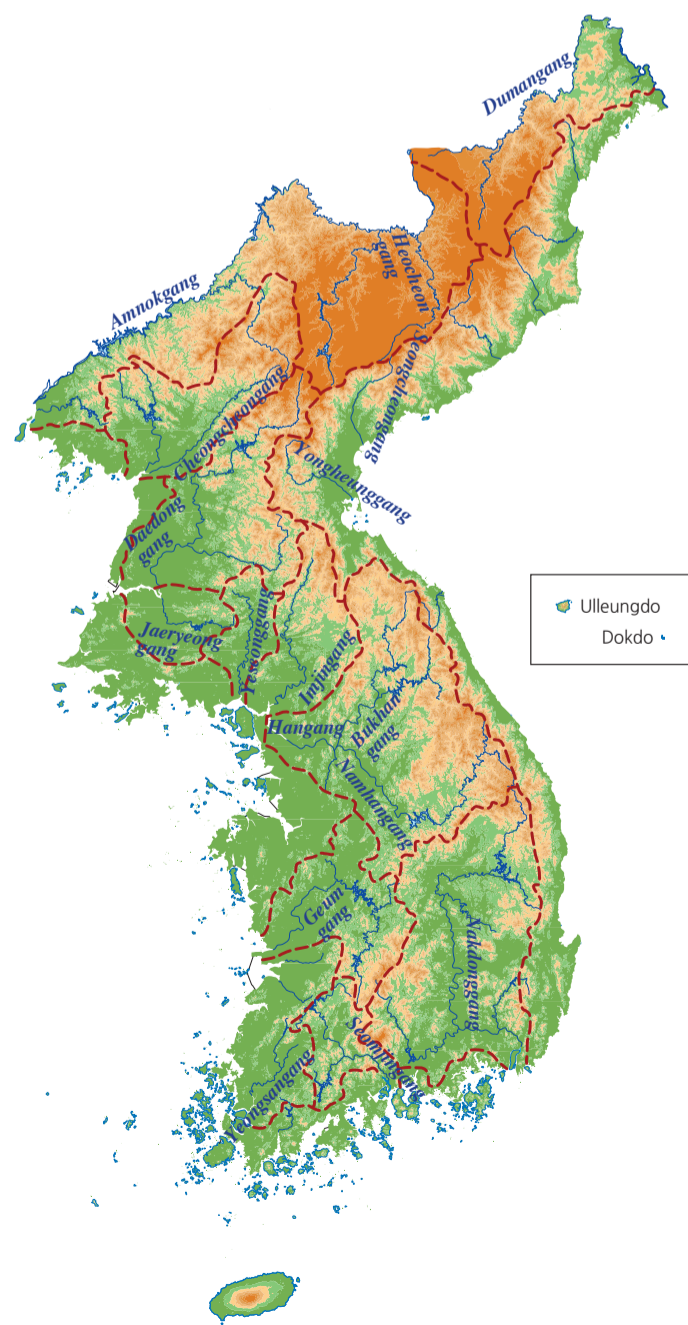 Dumangang
Heocheon
gang
Amnokgang
Seongcheongang
Cheongcheongang
Yongheunggang
Daedong
gang
Ulleungdo
Dokdo
Jaeryeong
gang
Yeseonggang
Imjingang
Bukhan
gang
Hangang
Namhangang
Geum
gang
Nakdonggang
Seomjingang
Yeongsangang